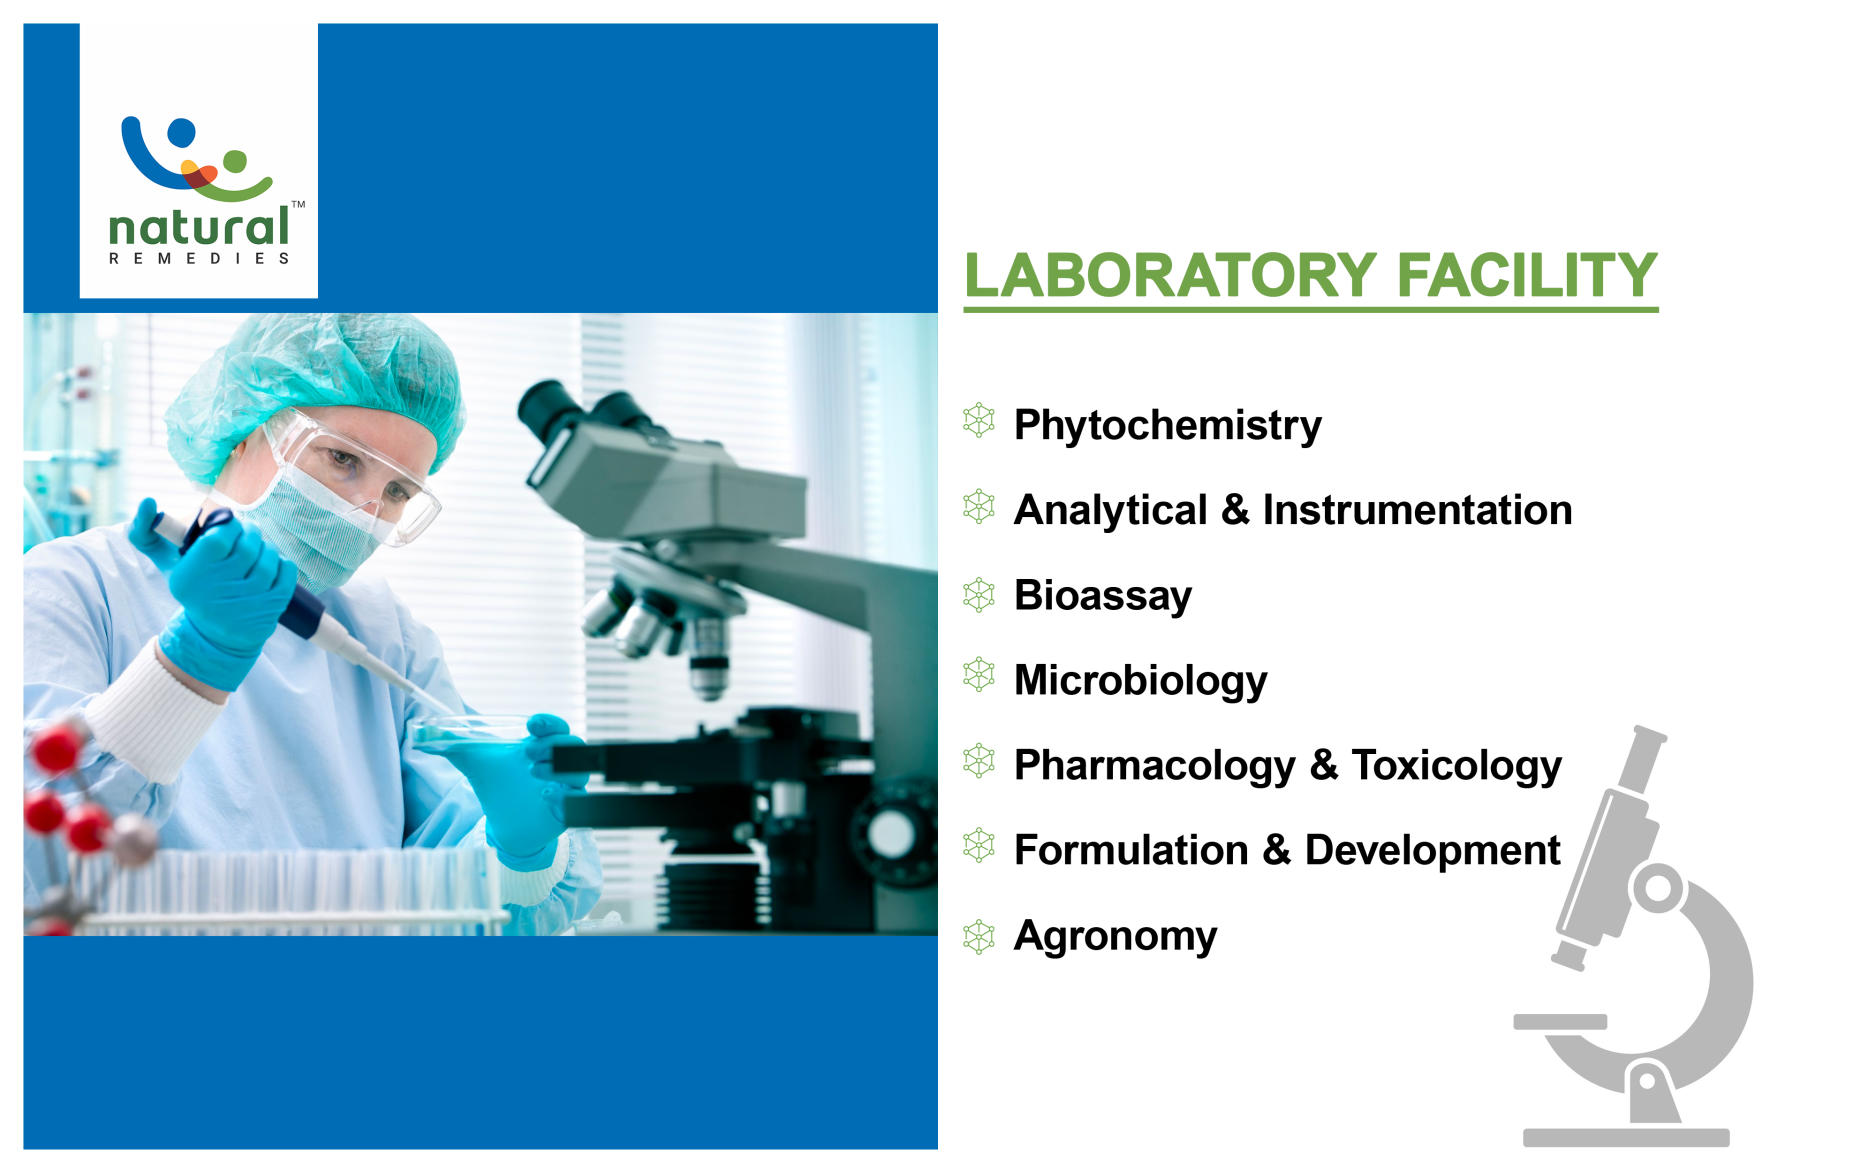 natural™
REMEDIES
LABORATORY FACILITY
Phytochemistry
Analytical & Instrumentation
Bioassay
Microbiology
Pharmacology & Toxicology
Formulation & Development
Agronomy